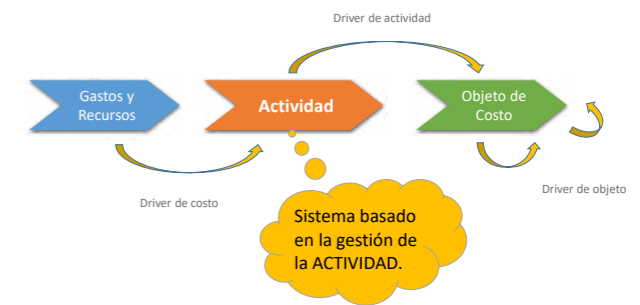 Driver de actividad
Gastos y
Recursos
Actividad
Objeto de
Costo
Driver de costo
Driver de objeto
Sistema basado
en la gestión de
la ACTIVIDAD.